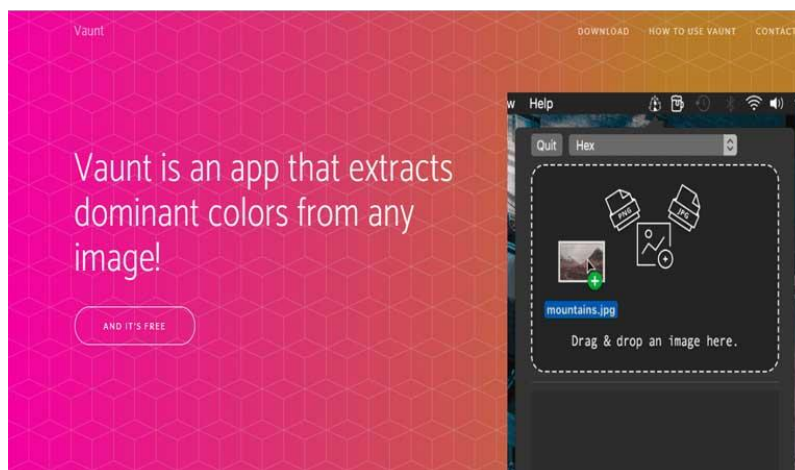 Vaunt
DOWNLOAD HOW TO USE VAUNT CONTACT
Vaunt is an app that extracts
dominant colors from any
image!
AND IT'S FREE
w Help
Quit Hex
PNG JPG
mountains.jpg
Drag & drop an image here.